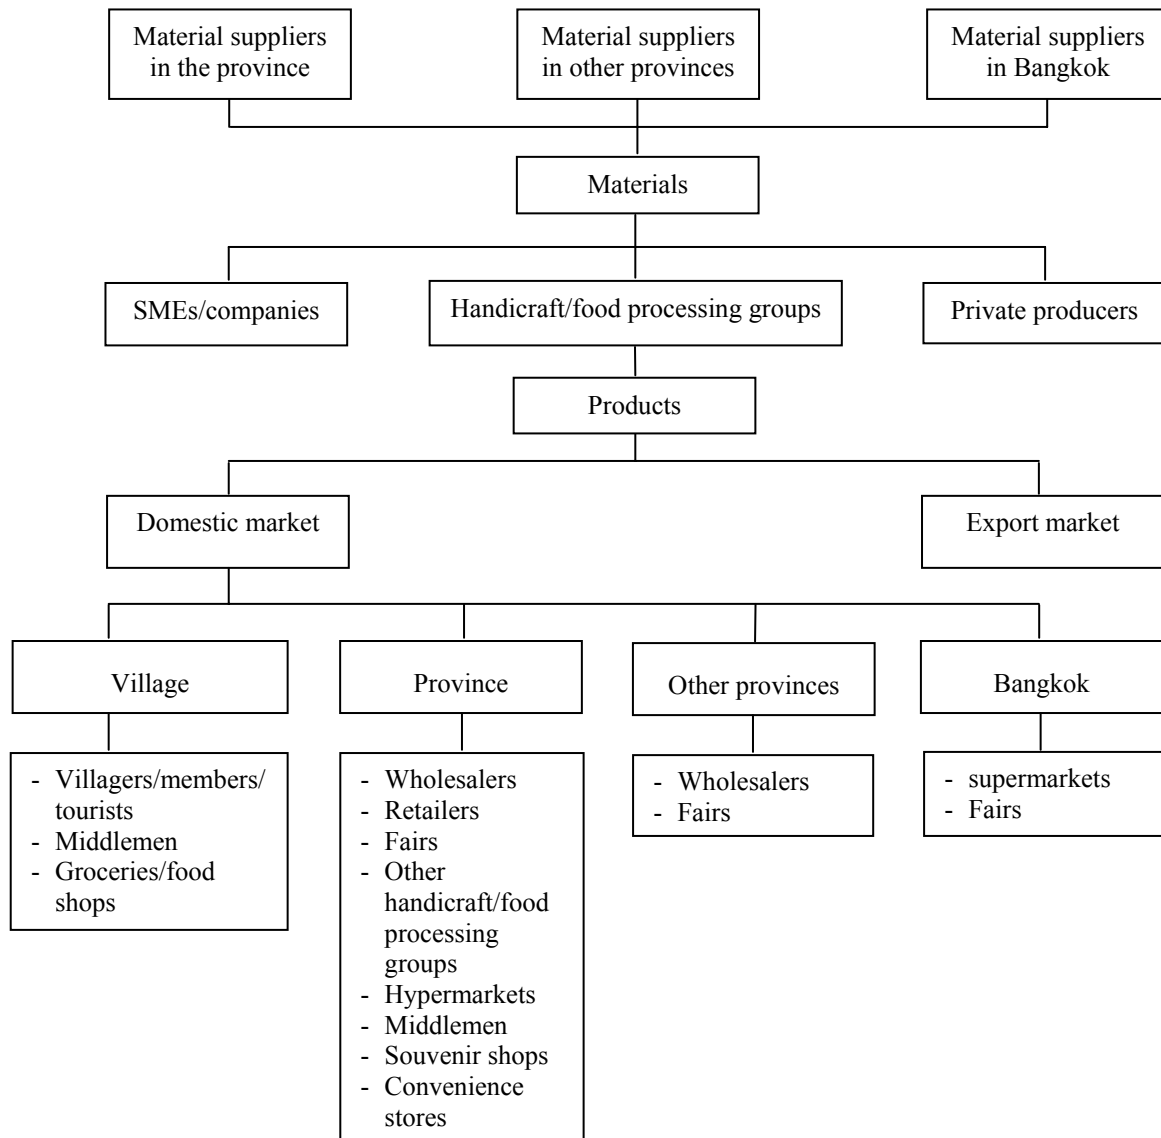 Material suppliers
in the province
Material suppliers
in other provinces
Material suppliers
in Bangkok
Materials
SMEs/companies
Handicraft/food processing groups
Private producers
Products
Domestic market
Export market
Village
Province
Other provinces
Bangkok
- Villagers/members/
tourists
- Middlemen
- Groceries/food
shops
- Wholesalers
- Retailers
- Fairs
- Other
handicraft/food
processing
groups
- Hypermarkets
- Middlemen
- Souvenir shops
- Convenience
stores
- Wholesalers
- Fairs
- supermarkets
- Fairs